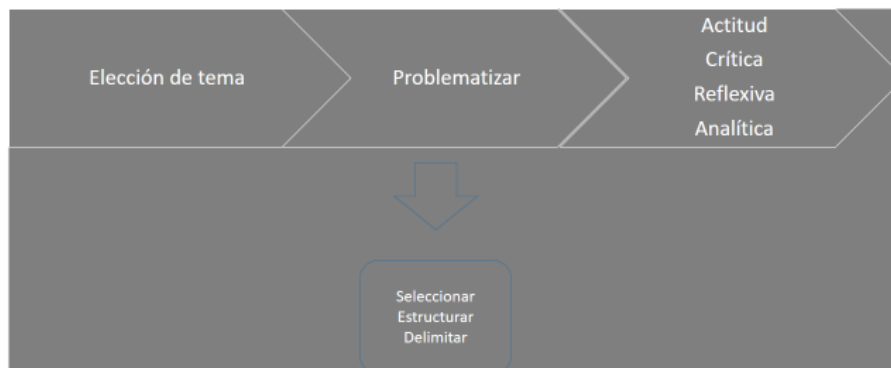 Elección de tema
Problematizar
Actitud
Crítica
Reflexiva
Analítica
Seleccionar
Estructurar
Delimitar